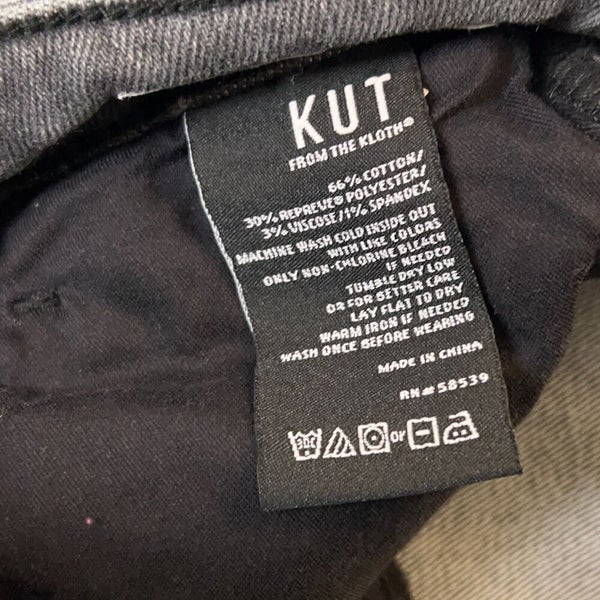 KUT
FROM THE KLOTH®
66% COTTON/
30% REPREVE® POLYESTER/
3% VISCOSE/1% SPANDEX
MACHINE WASH COLD INSIDE OUT
WITH LIKE COLORS
ONLY NON-CHLORINE BLEACH
IF NEEDED
TUMBLE DRY LOW
OR FOR BETTER CARE
LAY FLAT TO DRY
WARM IRON IF NEEDED
WASH ONCE BEFORE WEARING
MADE IN CHINA
RN# 58539
30C or